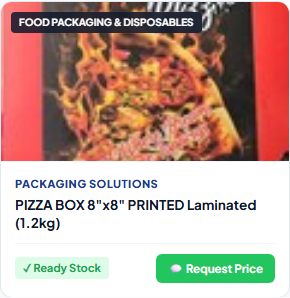 FOOD PACKAGING & DISPOSABLES
PACKAGING SOLUTIONS
PIZZA BOX 8"x8" PRINTED Laminated
(1.2kg)
✓ Ready Stock
Request Price